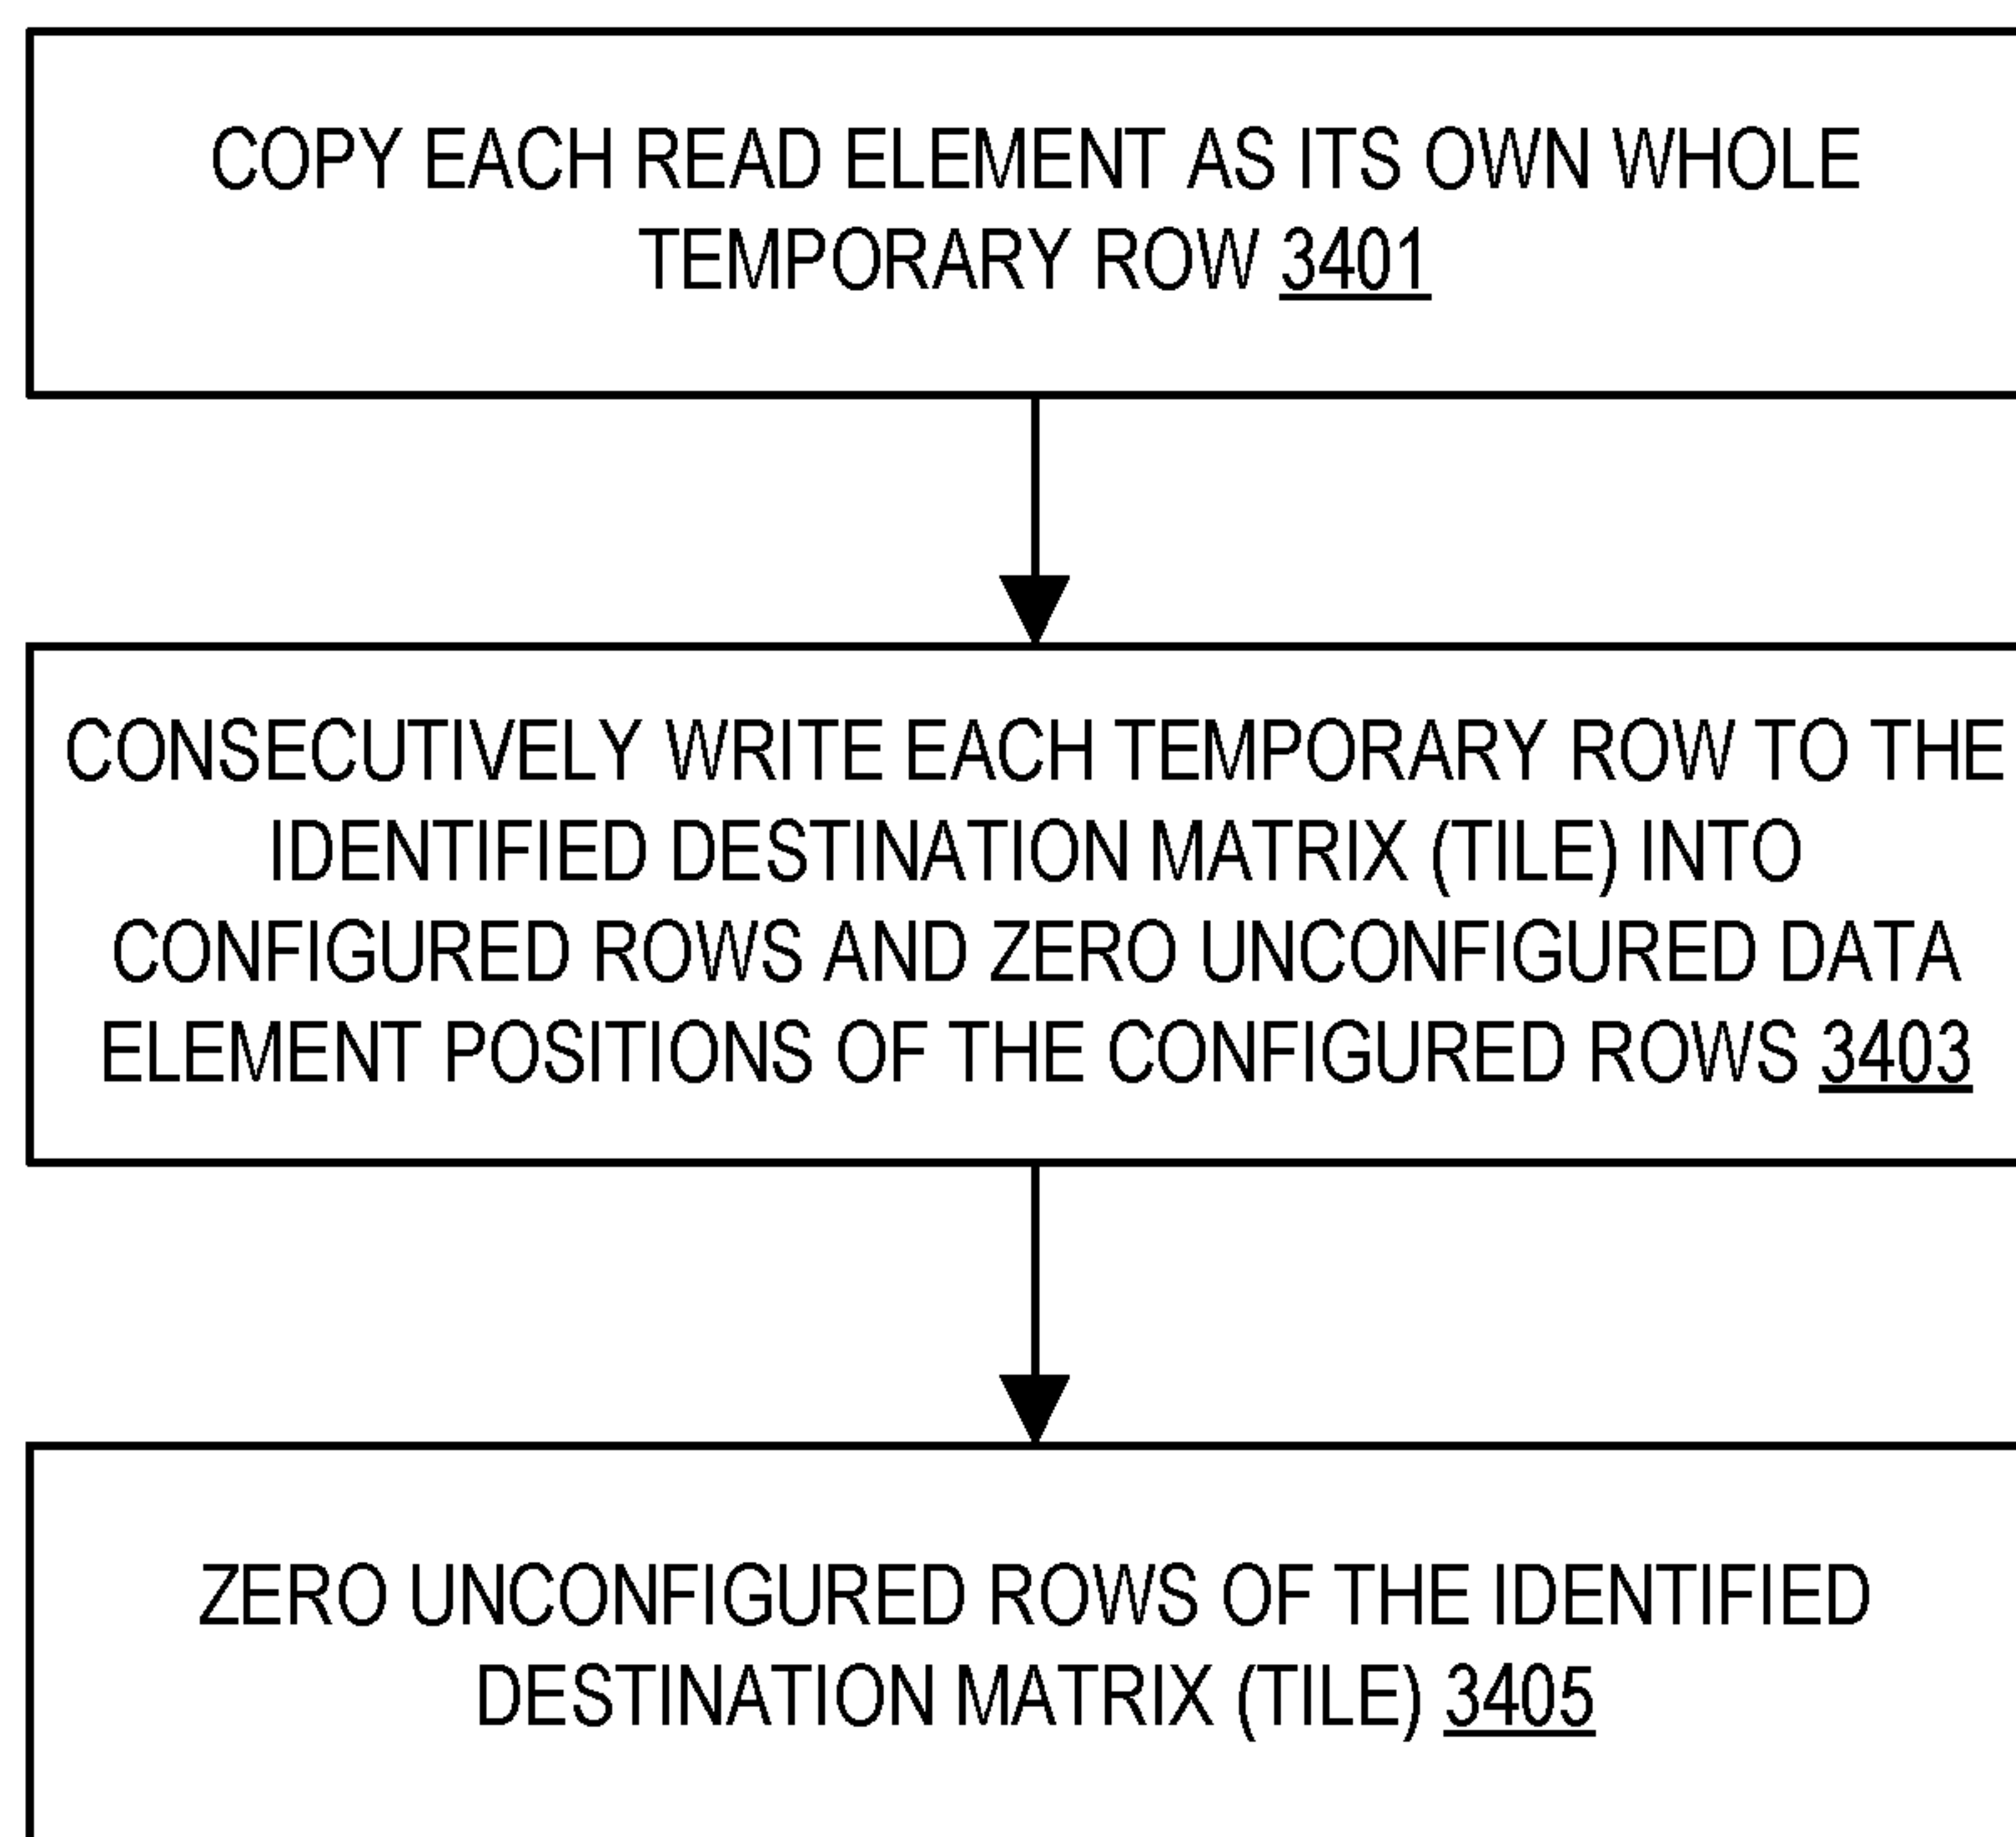 COPY EACH READ ELEMENT AS ITS OWN WHOLE
TEMPORARY ROW 3401
CONSECUTIVELY WRITE EACH TEMPORARY ROW TO THE
IDENTIFIED DESTINATION MATRIX (TILE) INTO
CONFIGURED ROWS AND ZERO UNCONFIGURED DATA
ELEMENT POSITIONS OF THE CONFIGURED ROWS 3403
ZERO UNCONFIGURED ROWS OF THE IDENTIFIED
DESTINATION MATRIX (TILE) 3405